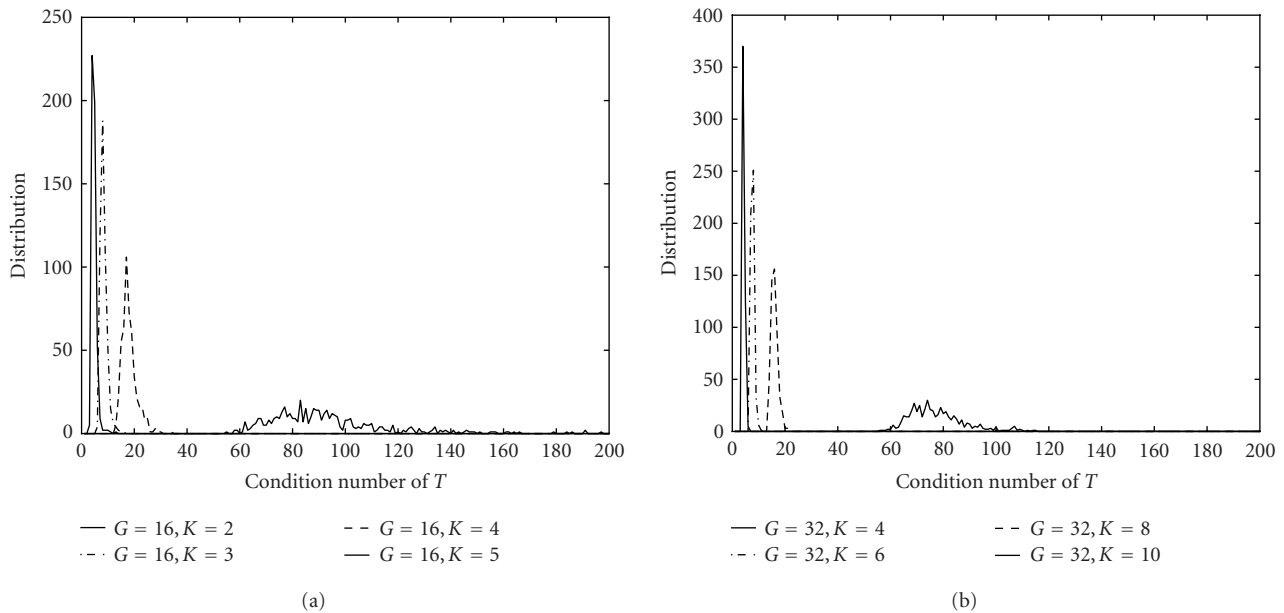 250
200
150
100
50
0
Distribution
0 20 40 60 80 100 120 140 160 180 200
Condition number of T
G = 16, K = 2
G = 16, K = 3
G = 16, K = 4
G = 16, K = 5
(a)
400
350
300
250
200
150
100
50
0
Distribution
0 20 40 60 80 100 120 140 160 180 200
Condition number of T
G = 32, K = 4
G = 32, K = 6
G = 32, K = 8
G = 32, K = 10
(b)